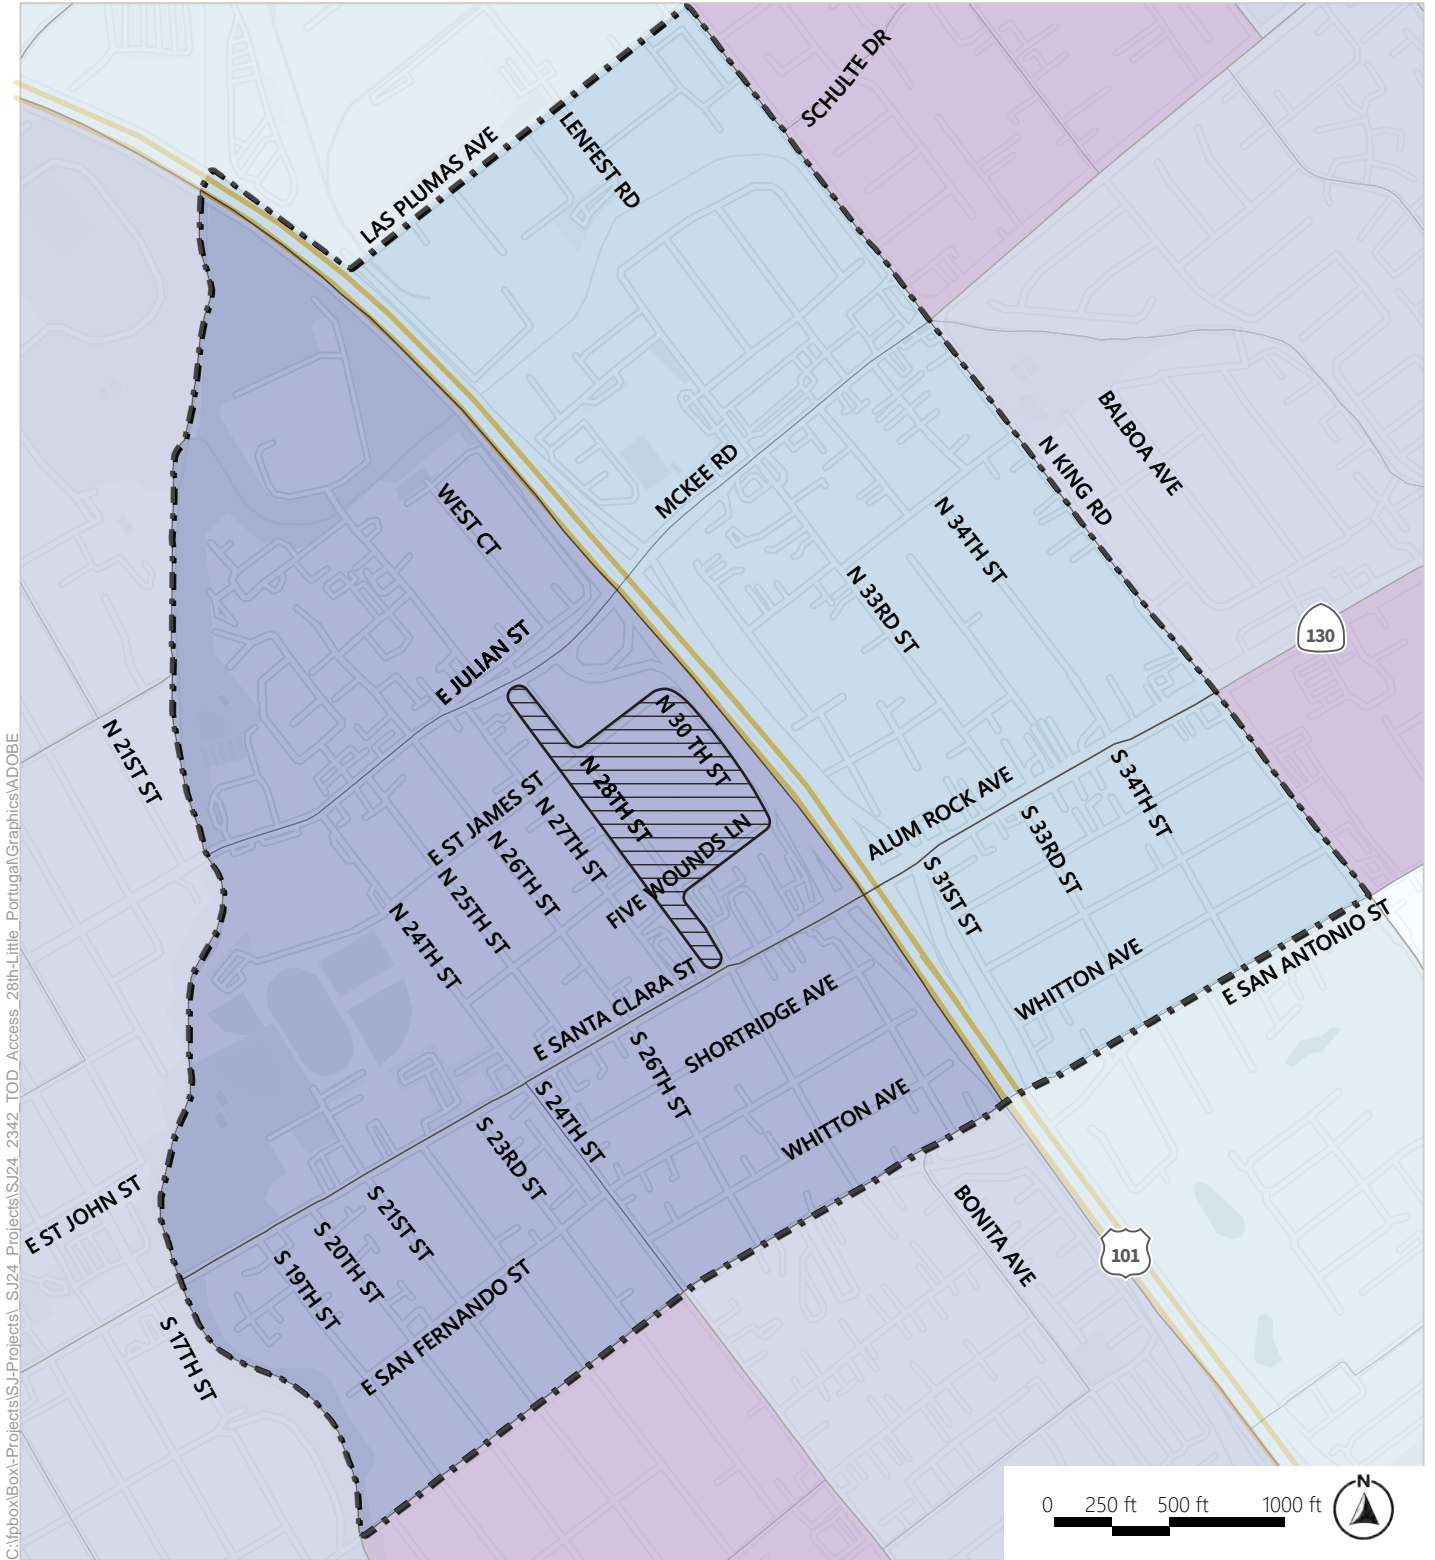 SCHULTE DR
LENFEST RD
LAS PLUMAS AVE
BALBOA AVE
N KING RD
MCKEE RD
WEST CT
N 34TH ST
N 33RD ST
130
E JULIAN ST
N 21ST ST
N 30 TH ST
N 28TH ST
E ST JAMES ST
N 27TH ST
N 26TH ST
N 25TH ST
N 24TH ST
FIVE WOUNDS LN
ALUM ROCK AVE
S 34TH ST
S 33RD ST
S 31ST ST
WHITTON AVE
E SAN ANTONIO ST
E SANTA CLARA ST
SHORTRIDGE AVE
S 26TH ST
WHITTON AVE
S 24TH ST
S 23RD ST
S 21ST ST
S 20TH ST
S 19TH ST
E SAN FERNANDO ST
E ST JOHN ST
S 17TH ST
BONITA AVE
101
0 250 ft 500 ft 1000 ft
N
C:\fpbox\Box\-Projects\SJ-Projects\_SJ24_Projects\SJ24_2342_TOD_Access_28th-Little_Portugal\Graphics\ADOBE